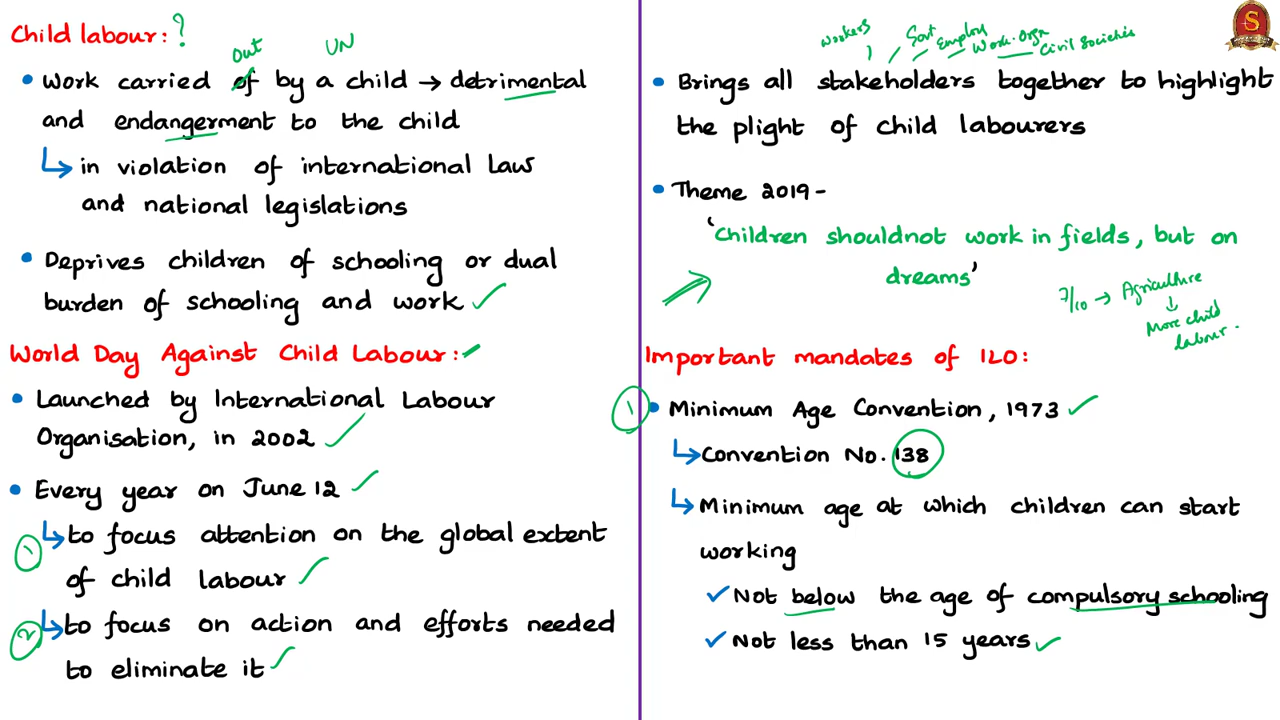 Child labour: ?
out UN
• Work carried of by a child → detrimental
and endangerment to the child
↳ in violation of international law
and national legislations
• Deprives children of schooling or dual
burden of schooling and work ✓
World Day Against Child Labour:
• Launched by International Labour
Organisation, in 2002 ✓
• Every year on June 12 ✓
① ↳ to focus attention on the global extent
of child labour ✓
② ↳ to focus on action and efforts needed
to eliminate it ✓
workers Govt Employ Work. Orga Civil Societies
• Brings all stakeholders together to highlight
the plight of child labourers
• Theme 2019-
'Children shouldnot work in fields, but on
dreams'
7/10 → Agriculture
↓
More child
labour.
Important mandates of ILO:
① • Minimum Age Convention, 1973 ✓
↳ Convention No. 138
↳ Minimum age at which children can start
working
✓ Not below the age of compulsory schooling
✓ Not less than 15 years ✓
S